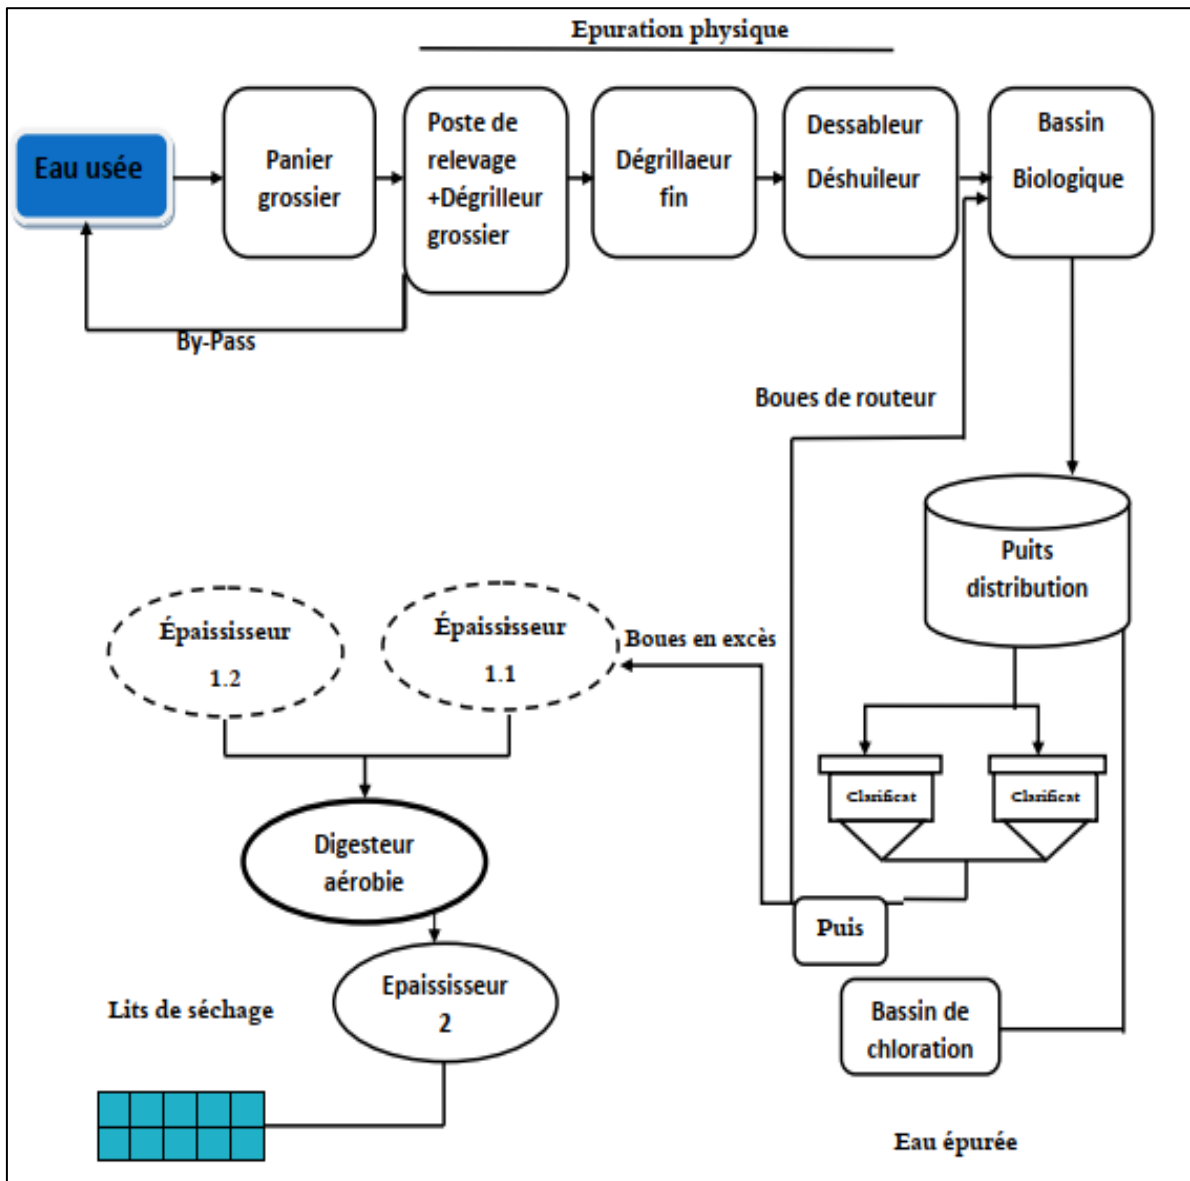 Epuration physique
Eau usée
Panier
grossier
Poste de
relevage
+Dégrilleur
grossier
Dégrillaeur
fin
Dessableur
Déshuileur
Bassin
Biologique
By-Pass
Boues de routeur
Puits
distribution
Épaississeur
1.2
Épaississeur
1.1
Boues en excès
Clarificat
Clarificat
Digesteur
aérobie
Puis
Epaississeur
2
Lits de séchage
Bassin de
chloration
Eau épurée